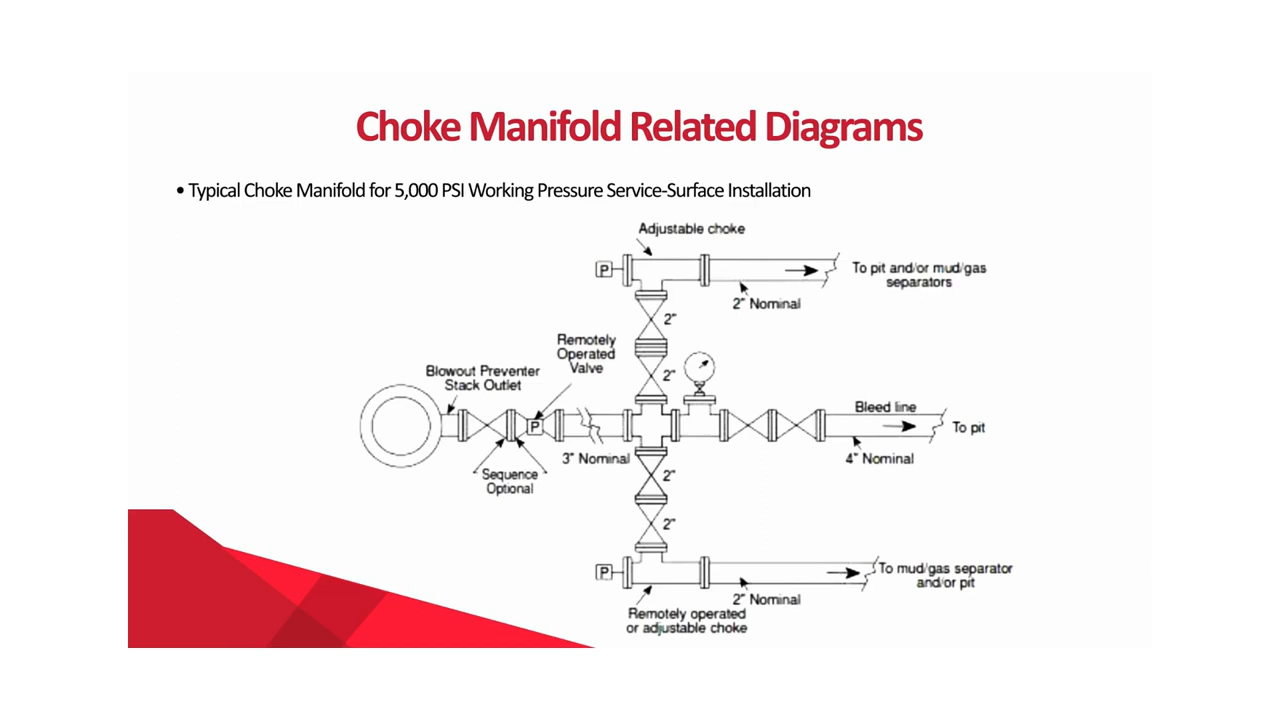 Choke Manifold Related Diagrams
• Typical Choke Manifold for 5,000 PSI Working Pressure Service-Surface Installation
Adjustable choke
P
To pit and/or mud/gas
separators
2" Nominal
2"
Remotely
Operated
Valve
2"
Blowout Preventer
Stack Outlet
Bleed line
P
To pit
3" Nominal
4" Nominal
Sequence
Optional
2"
2"
P
To mud/gas separator
and/or pit
2" Nominal
Remotely operated
or adjustable choke